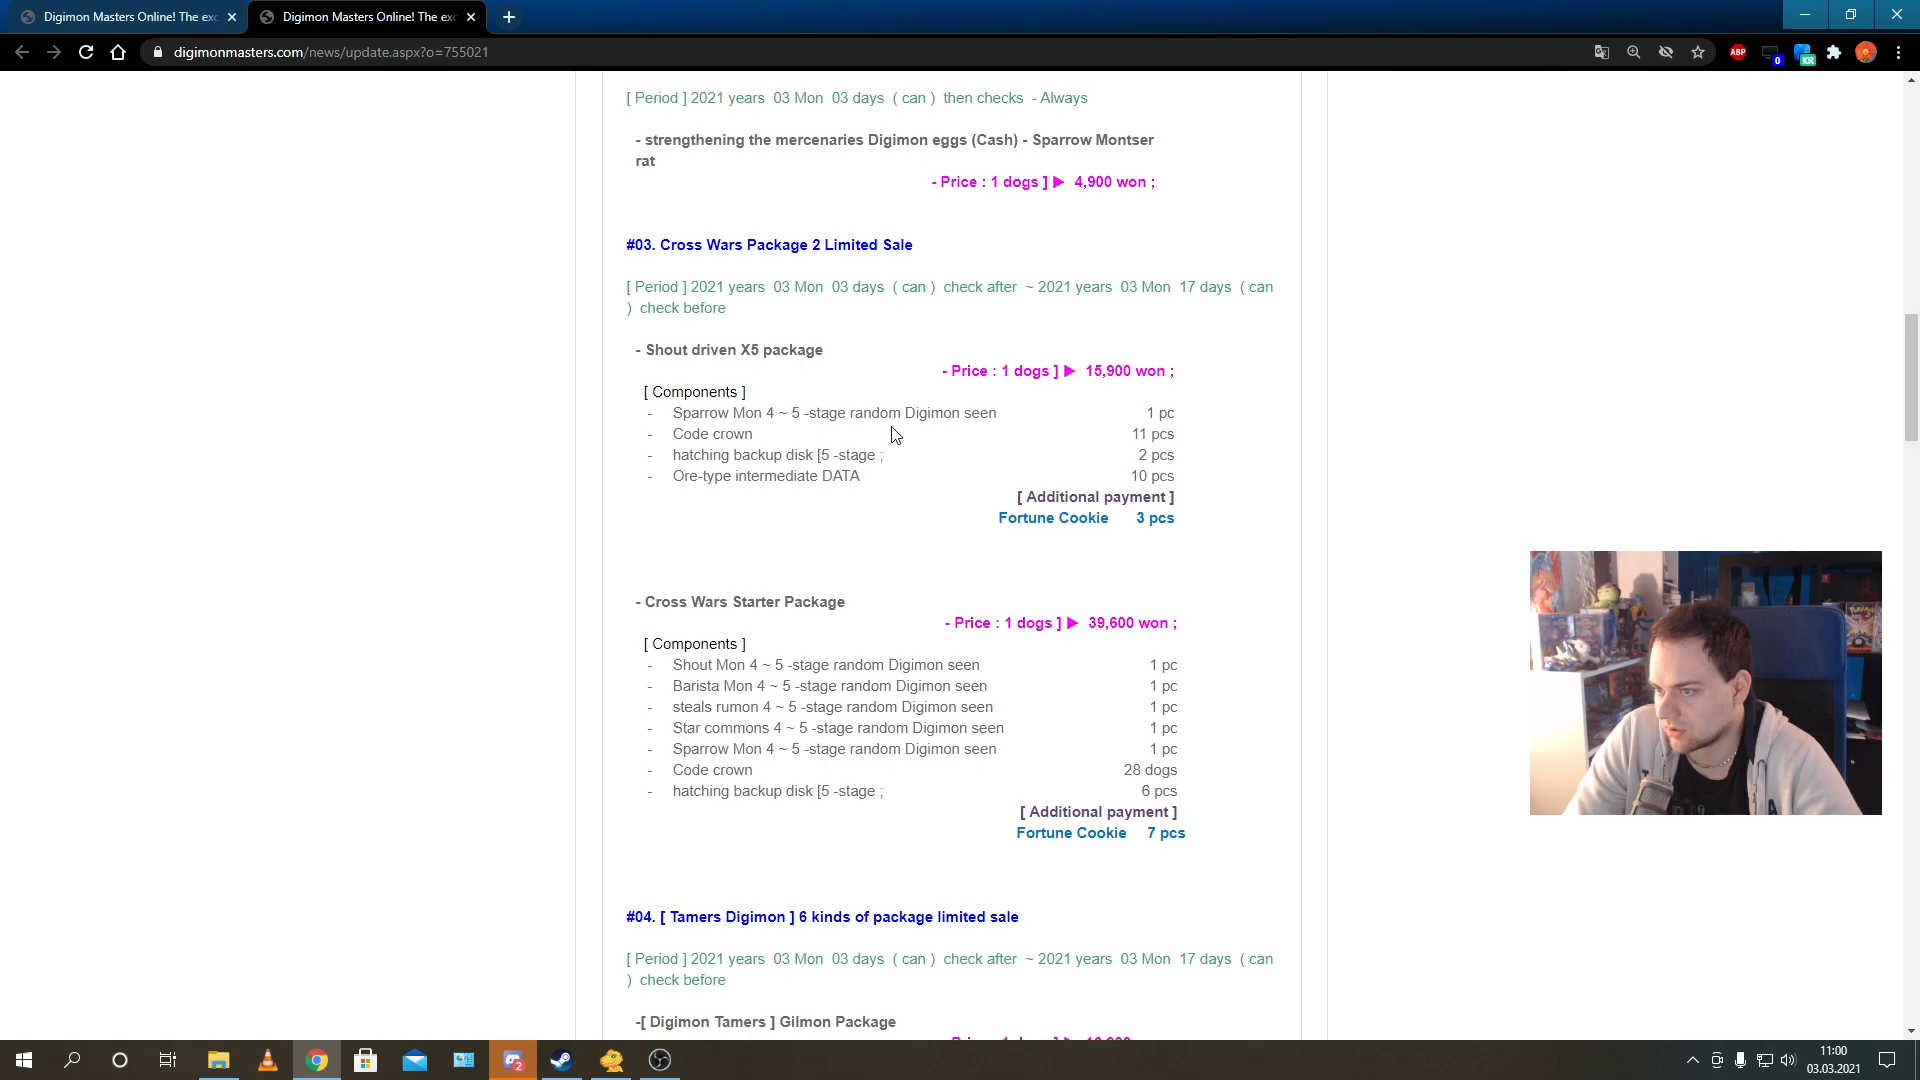 Digimon Masters Online! The exc
Digimon Masters Online! The exc
digimonmasters.com/news/update.aspx?o=755021
ABP
0
KR
[ Period ] 2021 years 03 Mon 03 days ( can ) then checks - Always
- strengthening the mercenaries Digimon eggs (Cash) - Sparrow Montser
rat
- Price : 1 dogs ] ▶ 4,900 won ;
#03. Cross Wars Package 2 Limited Sale
[ Period ] 2021 years 03 Mon 03 days ( can ) check after ~ 2021 years 03 Mon 17 days ( can
) check before
- Shout driven X5 package
- Price : 1 dogs ] ▶ 15,900 won ;
[ Components ]
- Sparrow Mon 4 ~ 5 -stage random Digimon seen 1 pc
- Code crown 11 pcs
- hatching backup disk [5 -stage ; 2 pcs
- Ore-type intermediate DATA 10 pcs
[ Additional payment ]
Fortune Cookie 3 pcs
- Cross Wars Starter Package
- Price : 1 dogs ] ▶ 39,600 won ;
[ Components ]
- Shout Mon 4 ~ 5 -stage random Digimon seen 1 pc
- Barista Mon 4 ~ 5 -stage random Digimon seen 1 pc
- steals rumon 4 ~ 5 -stage random Digimon seen 1 pc
- Star commons 4 ~ 5 -stage random Digimon seen 1 pc
- Sparrow Mon 4 ~ 5 -stage random Digimon seen 1 pc
- Code crown 28 dogs
- hatching backup disk [5 -stage ; 6 pcs
[ Additional payment ]
Fortune Cookie 7 pcs
#04. [ Tamers Digimon ] 6 kinds of package limited sale
[ Period ] 2021 years 03 Mon 03 days ( can ) check after ~ 2021 years 03 Mon 17 days ( can
) check before
-[ Digimon Tamers ] Gilmon Package
2
11:00
03.03.2021